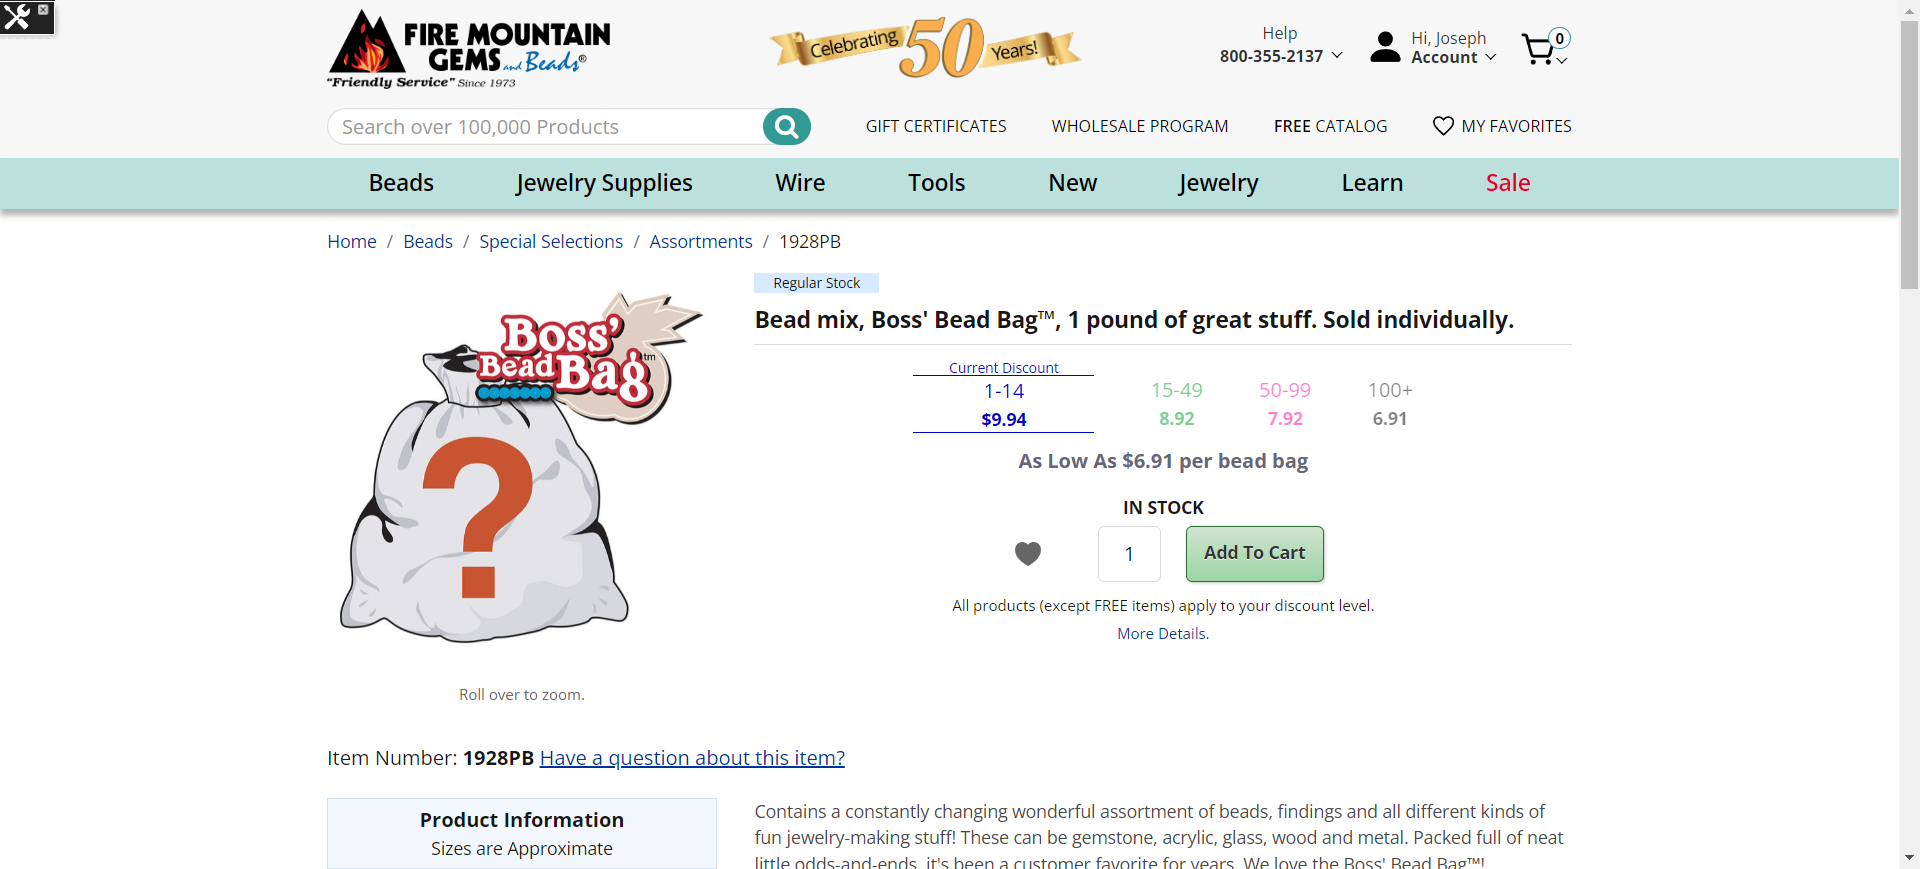 FIRE MOUNTAIN
GEMS and Beads®
"Friendly Service" Since 1973
Celebrating 50 Years!
Help
800-355-2137
Hi, Joseph
Account
0
Search over 100,000 Products
GIFT CERTIFICATES
WHOLESALE PROGRAM
FREE CATALOG
MY FAVORITES
Beads
Jewelry Supplies
Wire
Tools
New
Jewelry
Learn
Sale
Home / Beads / Special Selections / Assortments / 1928PB
Regular Stock
Bead mix, Boss' Bead Bag™, 1 pound of great stuff. Sold individually.
Boss'
Bead Bag tm
?
Current Discount
1-14 15-49 50-99 100+
$9.94 8.92 7.92 6.91
As Low As $6.91 per bead bag
IN STOCK
1
Add To Cart
All products (except FREE items) apply to your discount level.
More Details.
Roll over to zoom.
Item Number: 1928PB Have a question about this item?
Product Information
Sizes are Approximate
Contains a constantly changing wonderful assortment of beads, findings and all different kinds of
fun jewelry-making stuff! These can be gemstone, acrylic, glass, wood and metal. Packed full of neat
little odds-and-ends, it's been a customer favorite for years. We love the Boss' Bead Bag™!